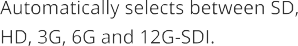 Automatically selects between SD,
HD, 3G, 6G and 12G-SDI.